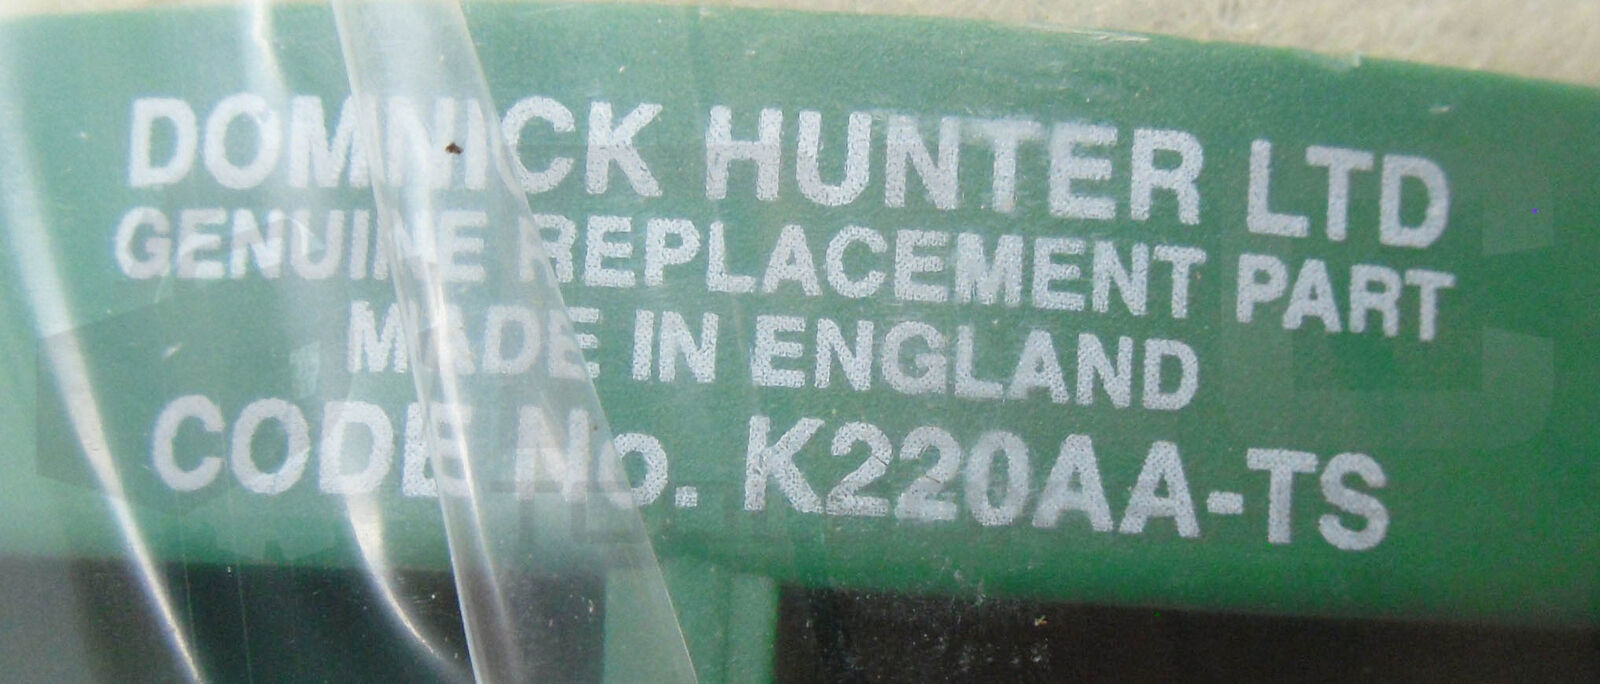 DOMNICK HUNTER LTD
GENUINE REPLACEMENT PART
MADE IN ENGLAND
CODE No. K220AA-TS